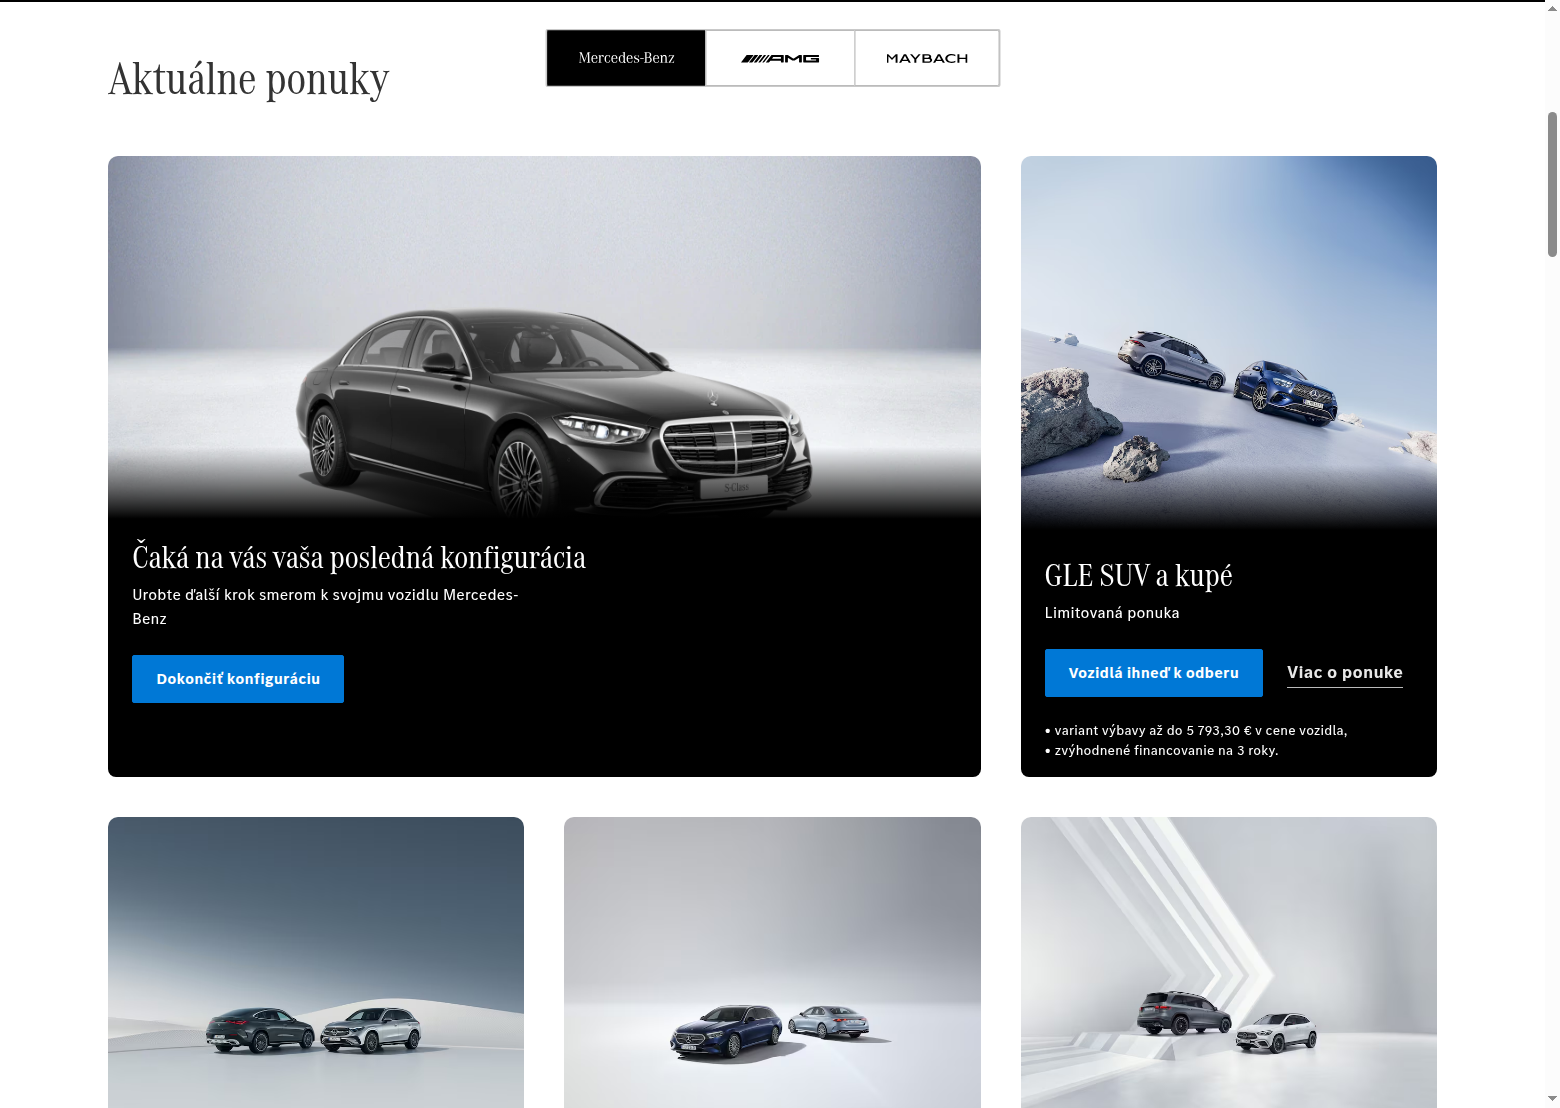 Aktuálne ponuky
Mercedes-Benz
AMG
MAYBACH
S-Class
Čaká na vás vaša posledná konfigurácia
Urobte ďalší krok smerom k svojmu vozidlu Mercedes-
Benz
Dokončiť konfiguráciu
GLE SUV a kupé
Limitovaná ponuka
Vozidlá ihneď k odberu
Viac o ponuke
• variant výbavy až do 5 793,30 € v cene vozidla,
• zvýhodnené financovanie na 3 roky.